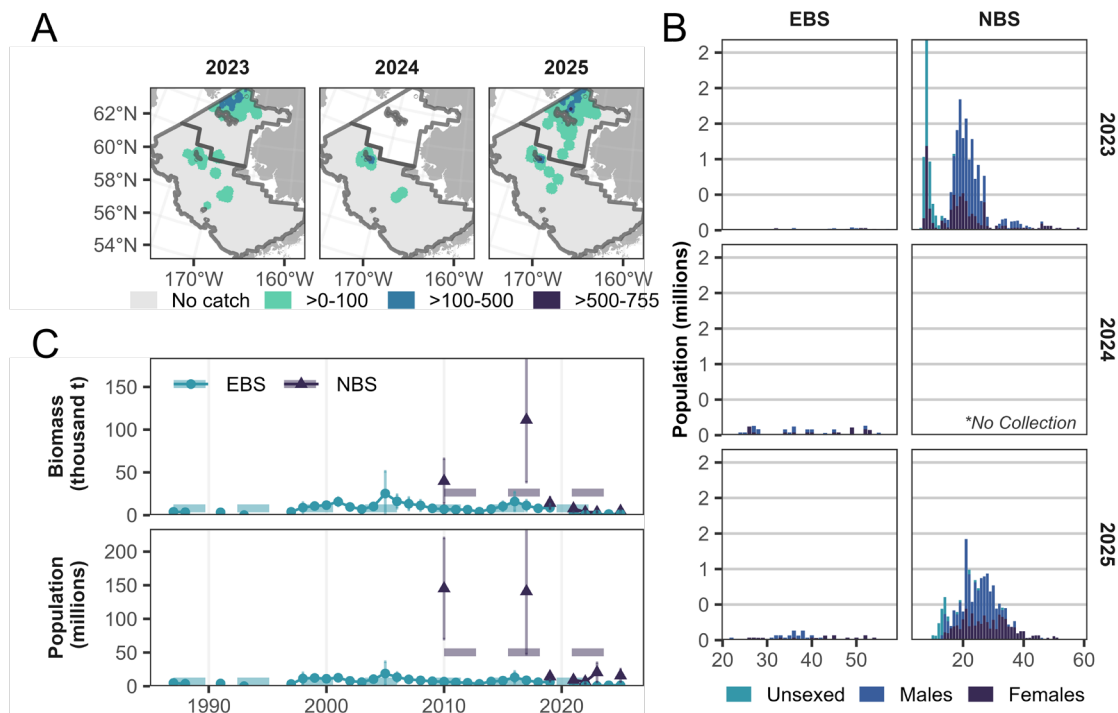 A
2023
2024
2025
62°N
60°N
58°N
56°N
54°N
170°W 160°W 170°W 160°W 170°W 160°W
No catch >0-100 >100-500 >500-755
B
EBS
NBS
Population (millions)
2
2
2
1
0
0
2023
2
2
2
1
0
0
*No Collection
2024
2
2
2
1
0
0
2025
20 30 40 50
20 40 60
Unsexed Males Females
C
EBS NBS
Biomass
(thousand t)
150
100
50
0
Population
(millions)
200
150
100
50
0
1990 2000 2010 2020